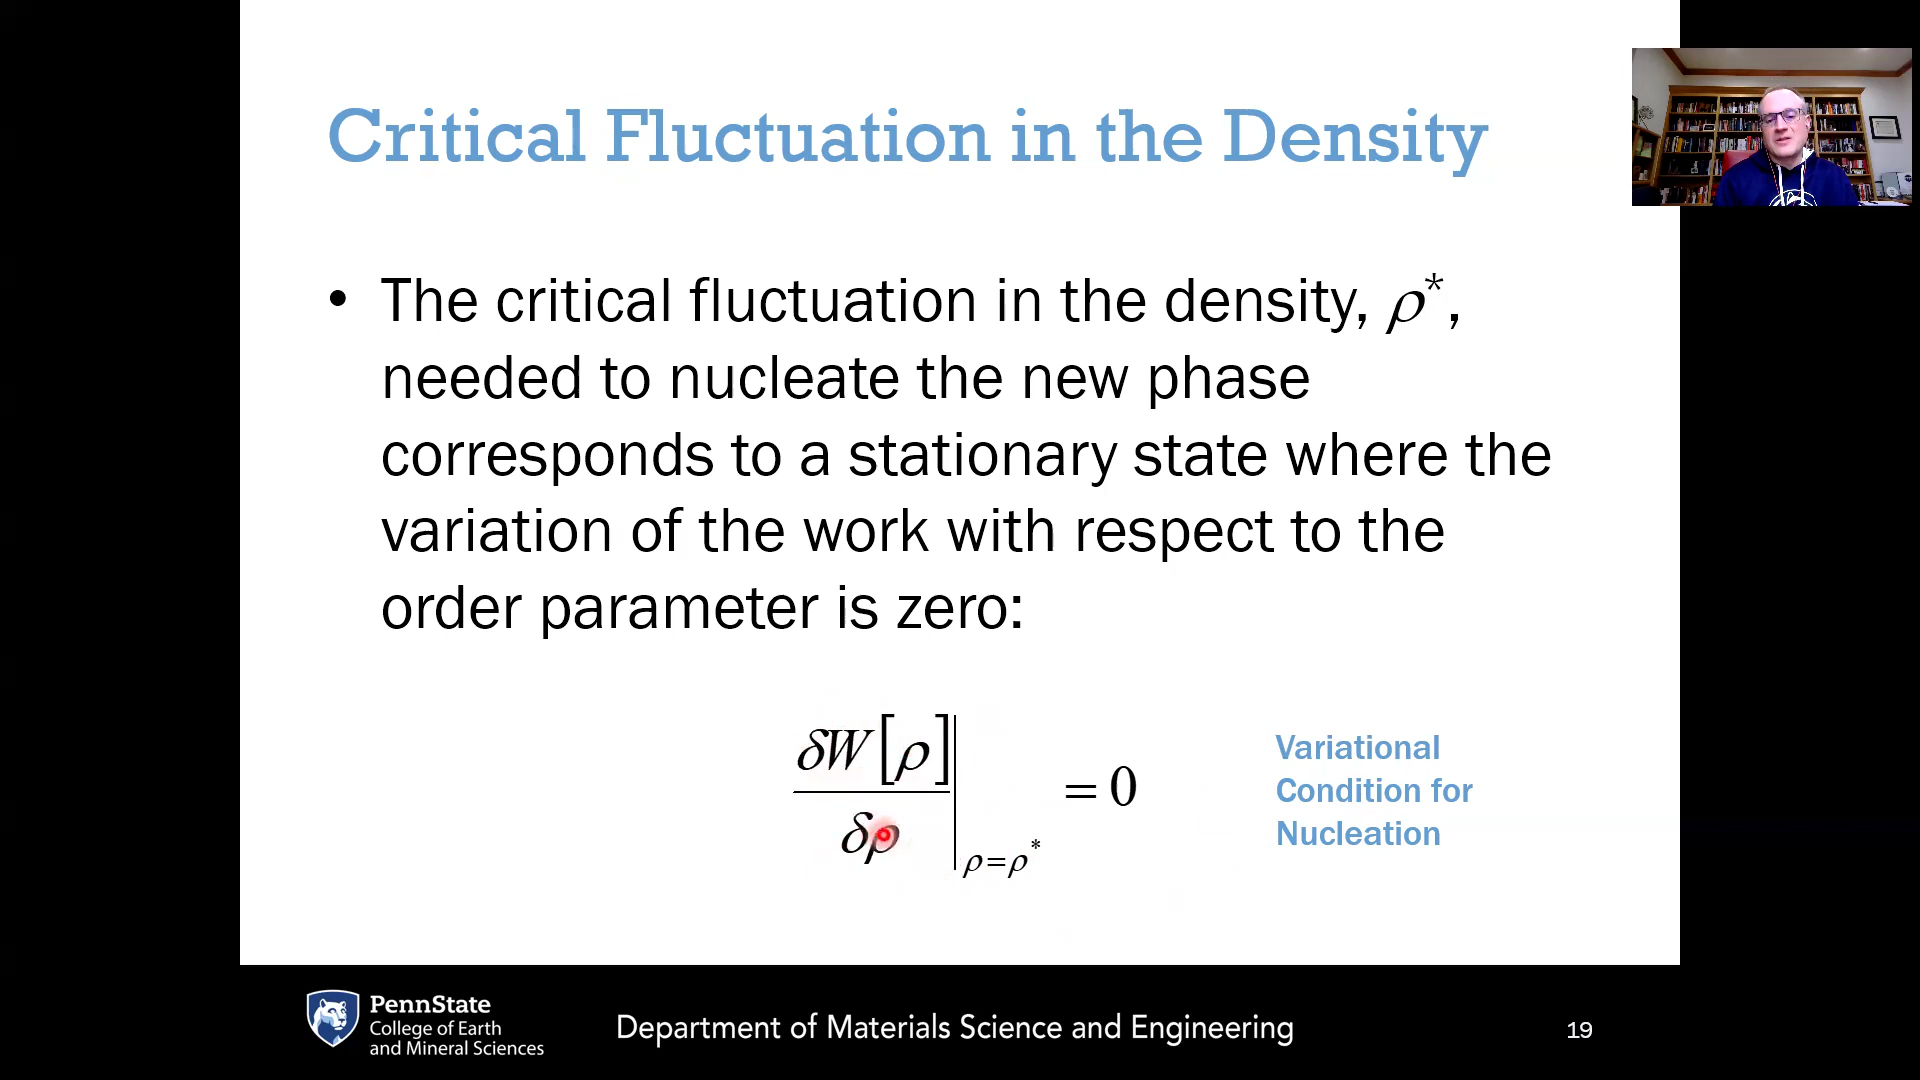 Critical Fluctuation in the Density
• The critical fluctuation in the density, ρ*,
needed to nucleate the new phase
corresponds to a stationary state where the
variation of the work with respect to the
order parameter is zero:
δW[ρ]/δρ|ρ=ρ* = 0
Variational
Condition for
Nucleation
PennState
College of Earth
and Mineral Sciences
Department of Materials Science and Engineering
19